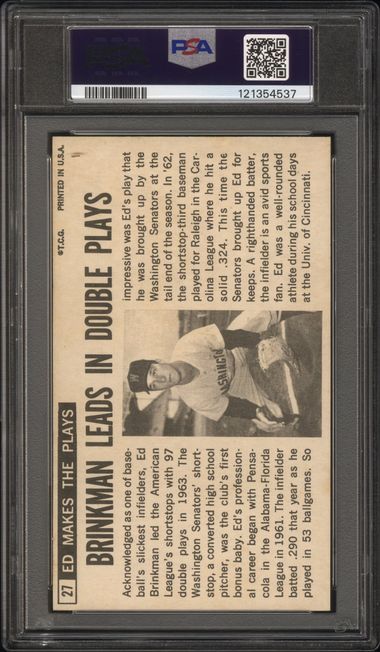 PSA
121354537
27 ED MAKES THE PLAYS
©T.C.G. PRINTED IN U.S.A.
BRINKMAN LEADS IN DOUBLE PLAYS
Acknowledged as one of base-
ball's slickest infielders, Ed
Brinkman led the American
League's shortstops with 97
double plays in 1963. The
Washington Senators' short-
stop, a converted high school
pitcher, was the club's first
bonus baby. Ed's profession-
al career began with Pensa-
cola in the Alabama-Florida
League in 1961. The infielder
batted .290 that year as he
played in 53 ballgames. So
impressive was Ed's play that
he was brought up by the
Washington Senators at the
tail end of the season. In '62,
the shortstop-third baseman
played for Raleigh in the Car-
olina League where he hit a
solid .324. This time the
Senators brought up Ed for
keeps. A righthanded batter,
the infielder is an avid sports
fan. Ed was a well-rounded
athlete during his school days
at the Univ. of Cincinnati.